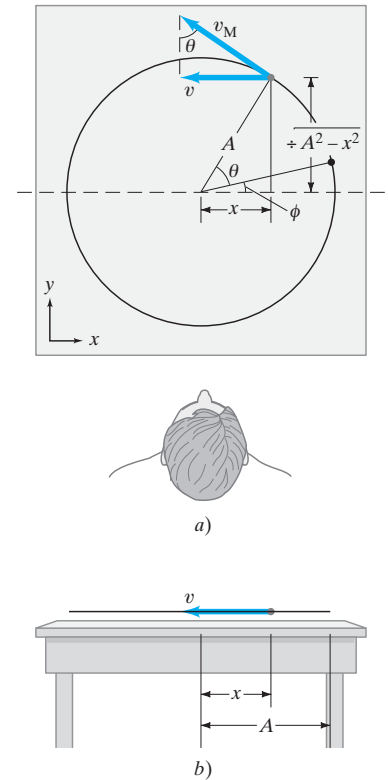 v_M
θ
v
A
÷ A² – x²
θ
x
ϕ
y
x
a)
v
x
A
b)